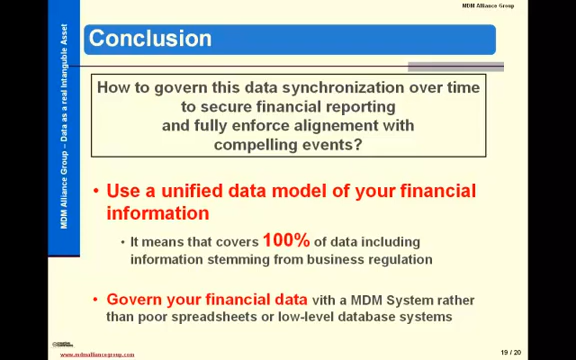 MDM Alliance Group
Conclusion
MDM Alliance Group – Data as a real Intangible Asset
How to govern this data synchronization over time
to secure financial reporting
and fully enforce alignement with
compelling events?
• Use a unified data model of your financial
information
• It means that covers 100% of data including
information stemming from business regulation
• Govern your financial data with a MDM System rather
than poor spreadsheets or low-level database systems
www.mdmalliancegroup.com
19 / 20